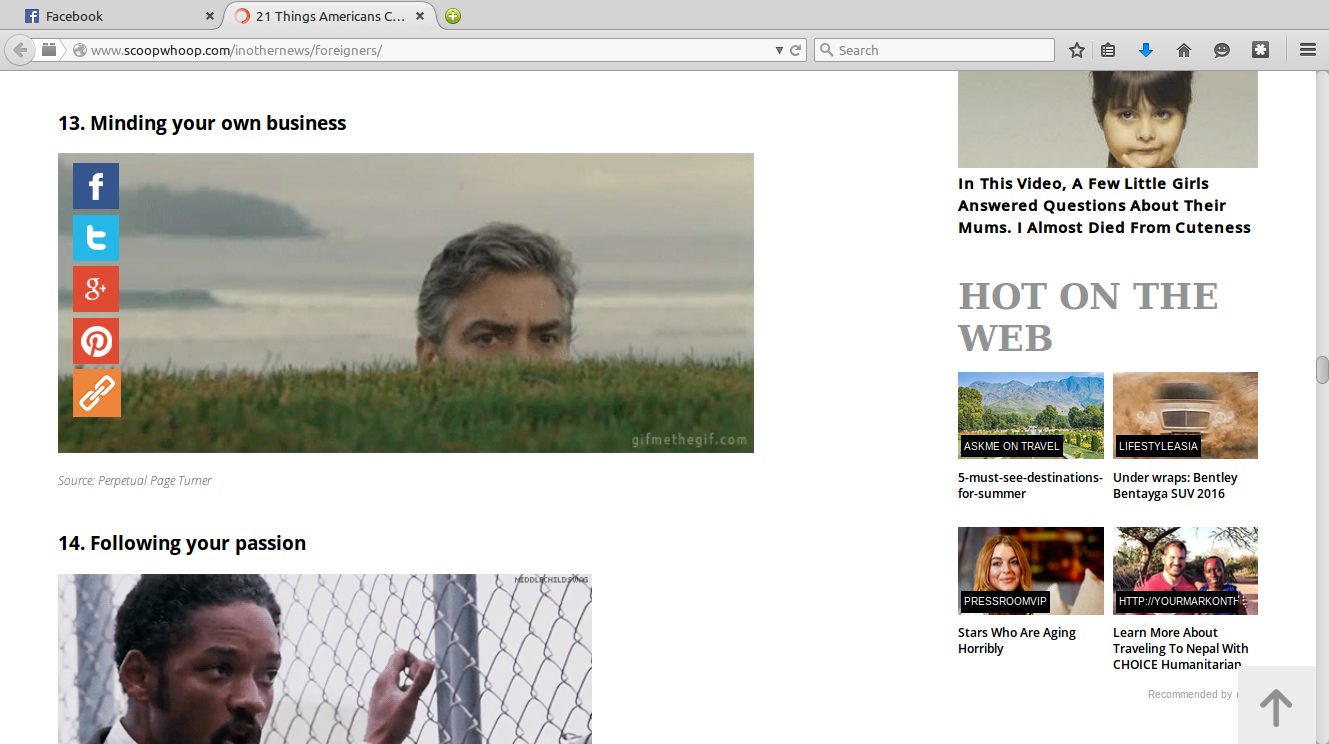 Facebook
21 Things Americans C...
www.scoopwhoop.com/inothernews/foreigners/
Search
13. Minding your own business
gifmethegif.com
Source: Perpetual Page Turner
14. Following your passion
MIDDLECHILDSWAG
In This Video, A Few Little Girls
Answered Questions About Their
Mums. I Almost Died From Cuteness
HOT ON THE
WEB
ASKME ON TRAVEL
5-must-see-destinations-
for-summer
LIFESTYLEASIA
Under wraps: Bentley
Bentayga SUV 2016
PRESSROOMVIP
Stars Who Are Aging
Horribly
HTTP://YOURMARKONTH
Learn More About
Traveling To Nepal With
CHOICE Humanitarian
Recommended by